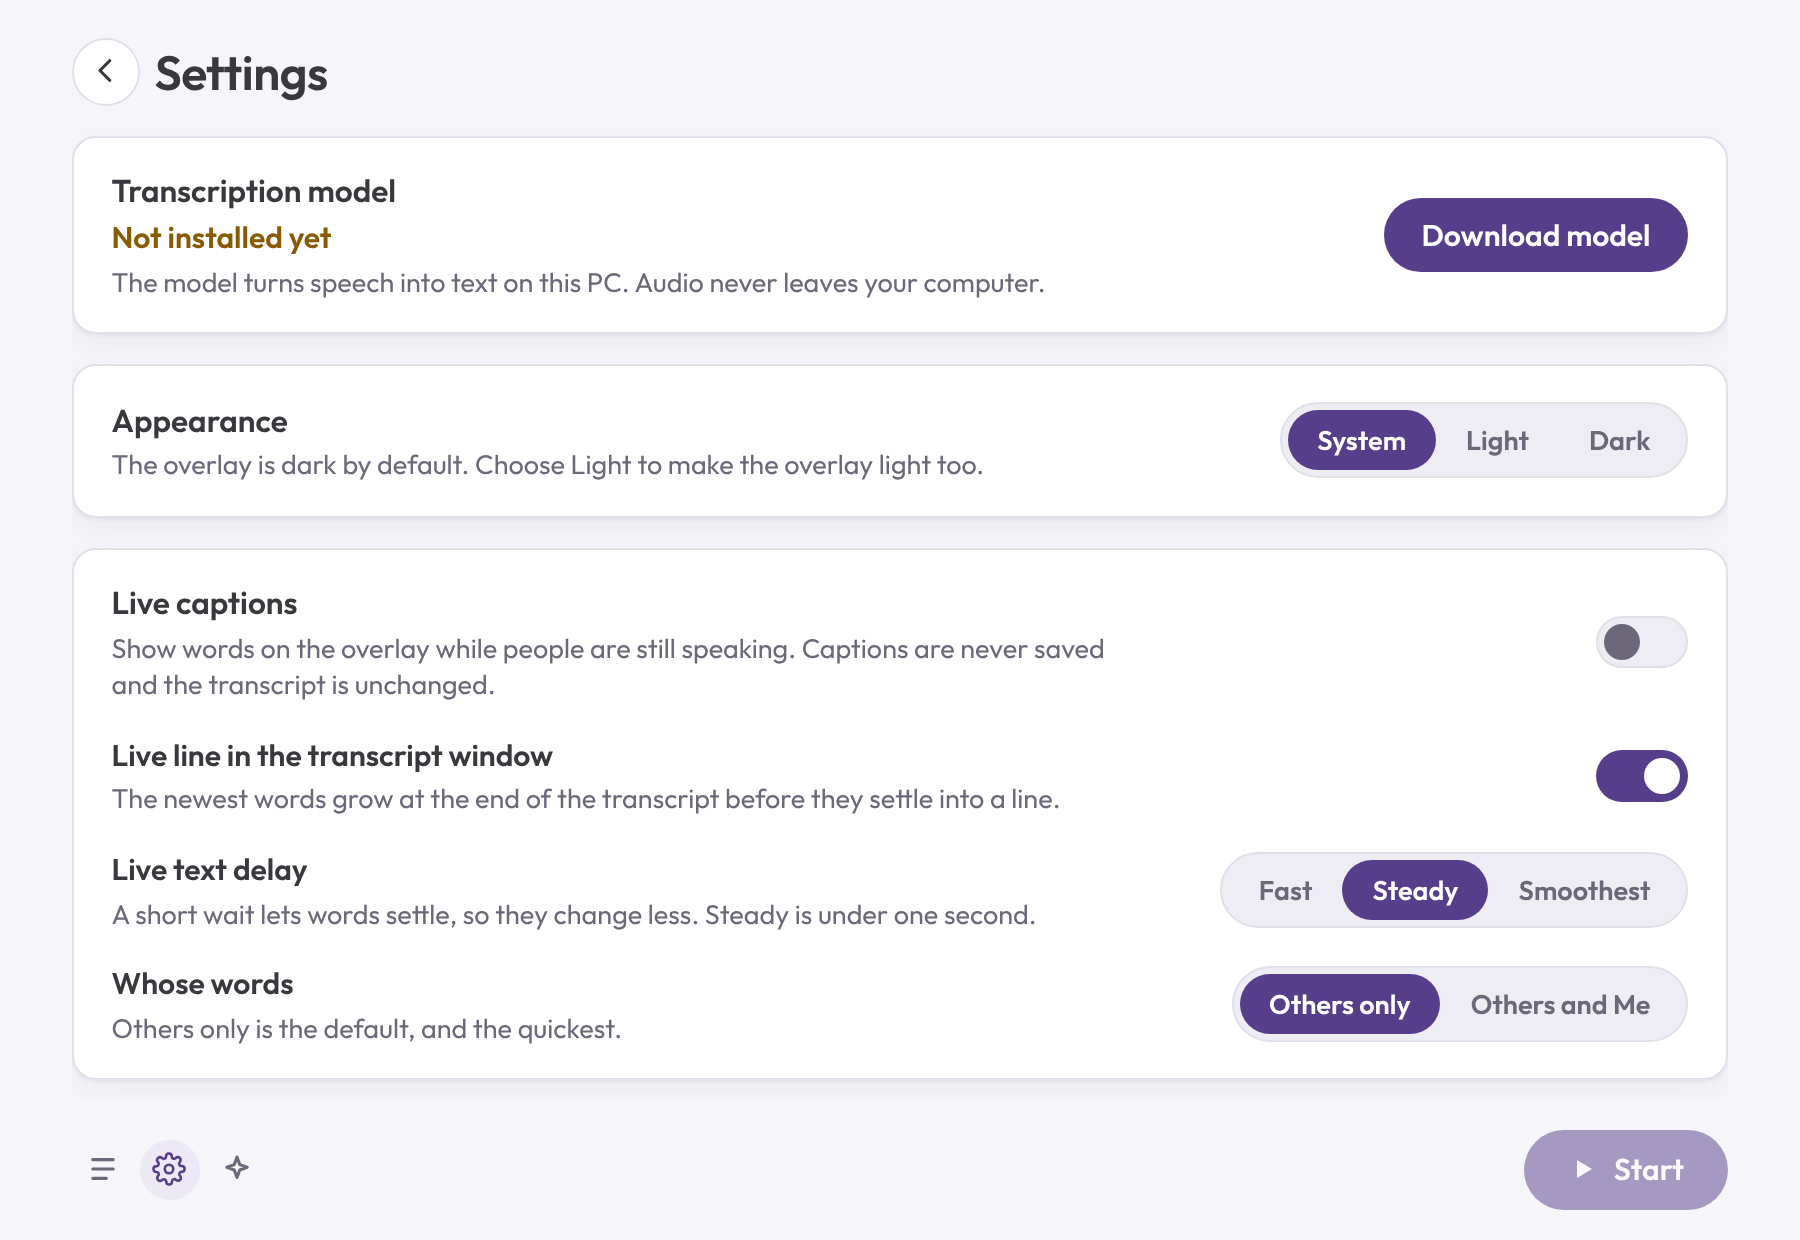 Settings
Transcription model
Not installed yet
The model turns speech into text on this PC. Audio never leaves your computer.
Download model
Appearance
The overlay is dark by default. Choose Light to make the overlay light too.
System Light Dark
Live captions
Show words on the overlay while people are still speaking. Captions are never saved
and the transcript is unchanged.
Live line in the transcript window
The newest words grow at the end of the transcript before they settle into a line.
Live text delay
A short wait lets words settle, so they change less. Steady is under one second.
Fast Steady Smoothest
Whose words
Others only is the default, and the quickest.
Others only Others and Me
Start